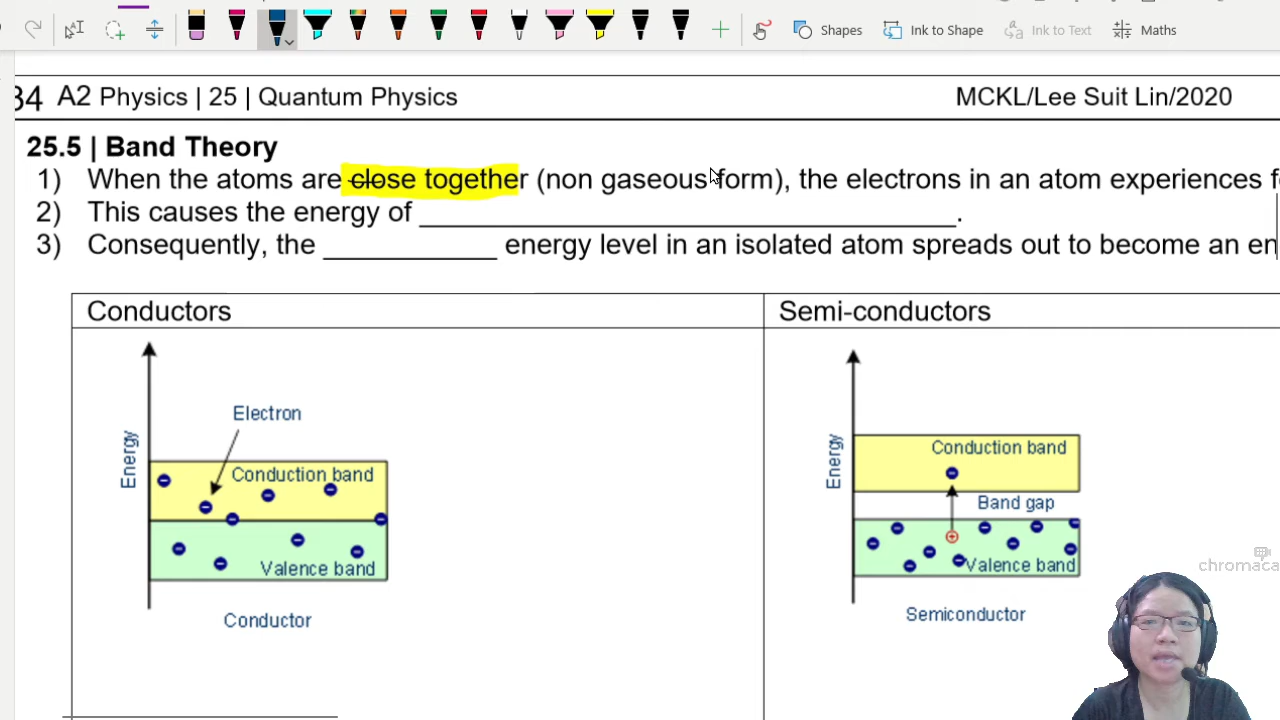 Shapes
Ink to Shape
Ink to Text
Maths
34 A2 Physics | 25 | Quantum Physics
MCKL/Lee Suit Lin/2020
25.5 | Band Theory
1) When the atoms are close together (non gaseous form), the electrons in an atom experiences f
2) This causes the energy of ___________________________________.
3) Consequently, the ___________ energy level in an isolated atom spreads out to become an en
Conductors
Semi-conductors
Energy
Electron
Conduction band
Valence band
Conductor
Energy
Conduction band
Band gap
Valence band
Semiconductor
chromaca